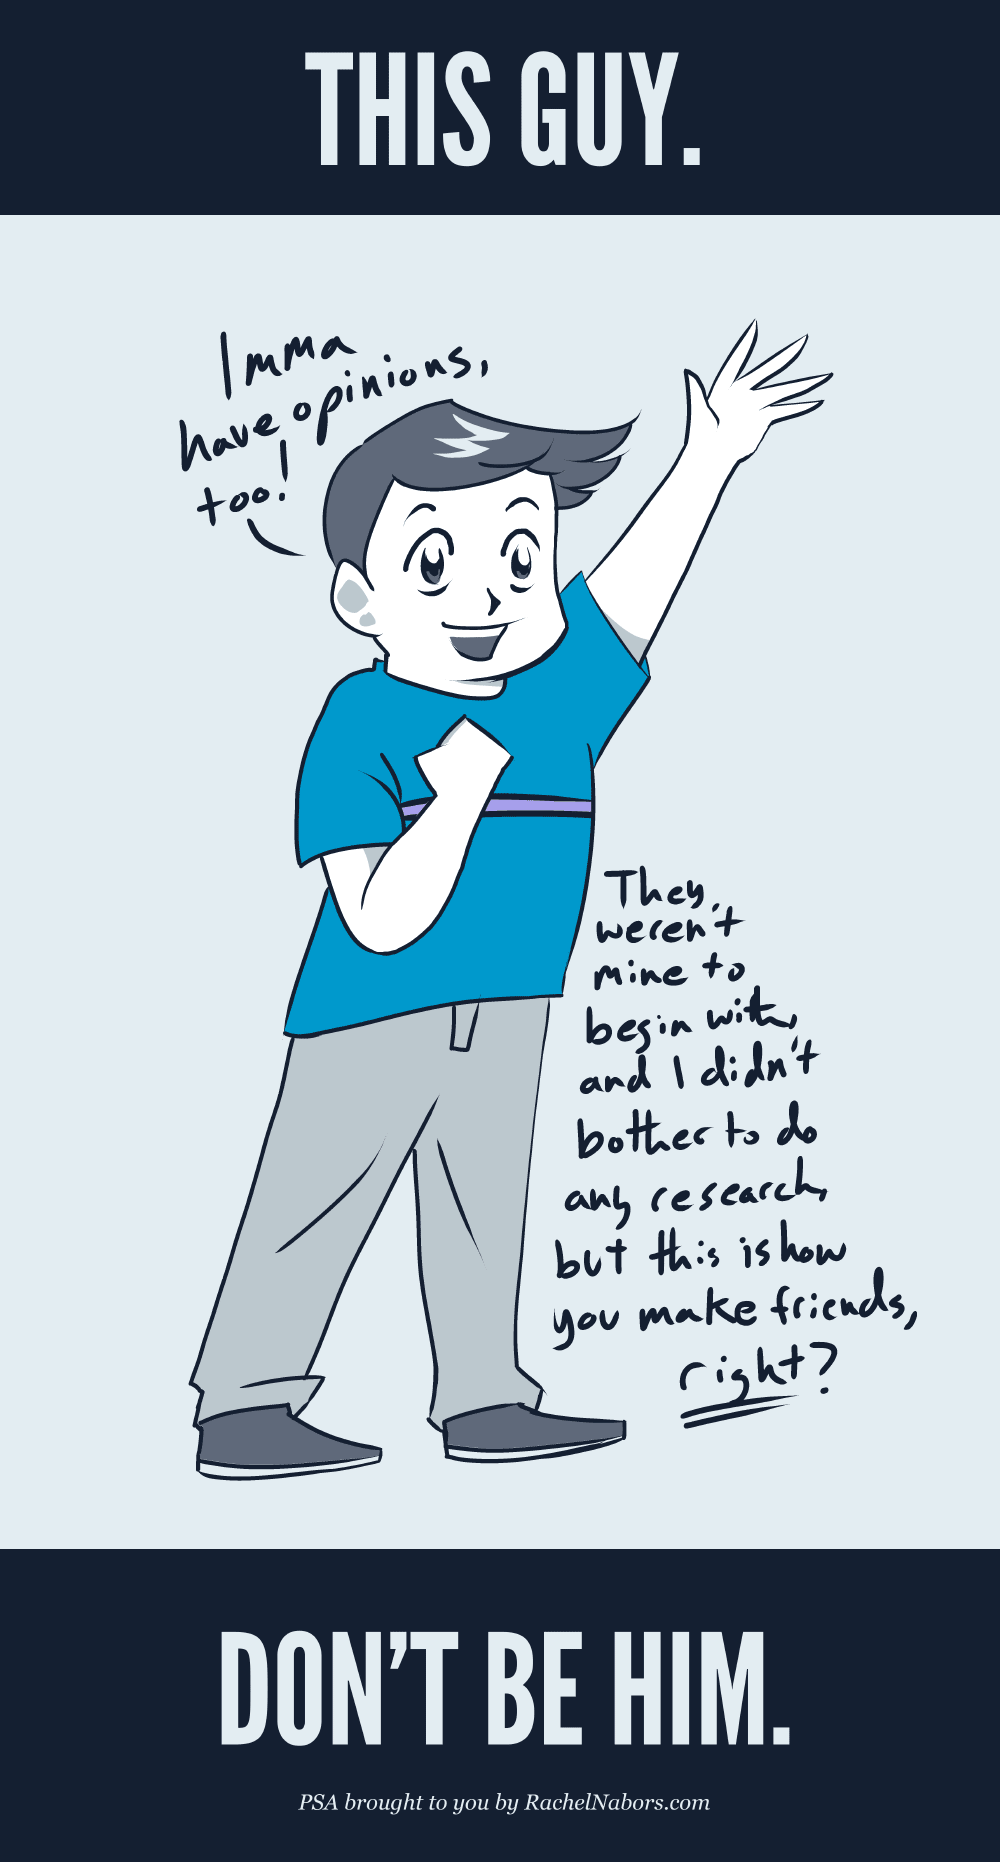 THIS GUY.
Imma
have opinions,
too!
They
weren't
mine to
begin with,
and I didn't
bother to do
any research,
but this is how
you make friends,
right?
DON'T BE HIM.
PSA brought to you by RachelNabors.com